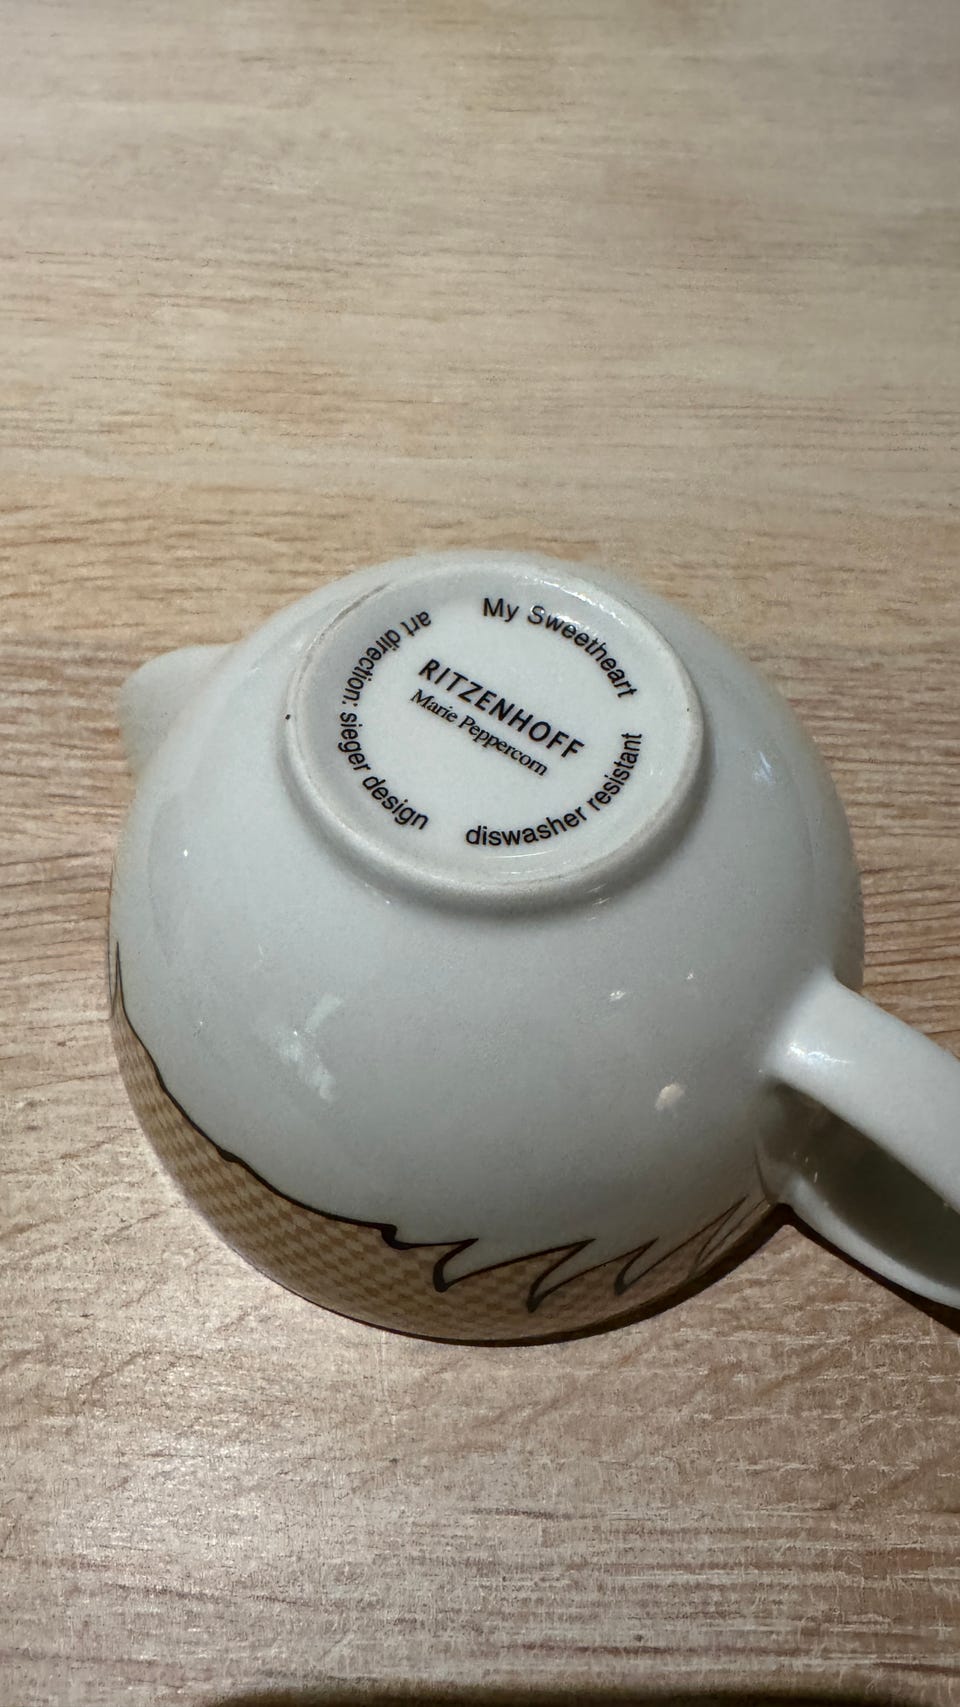 My Sweetheart
RITZENHOFF
Marie Peppercorn
diswasher resistant
art direction: sieger design